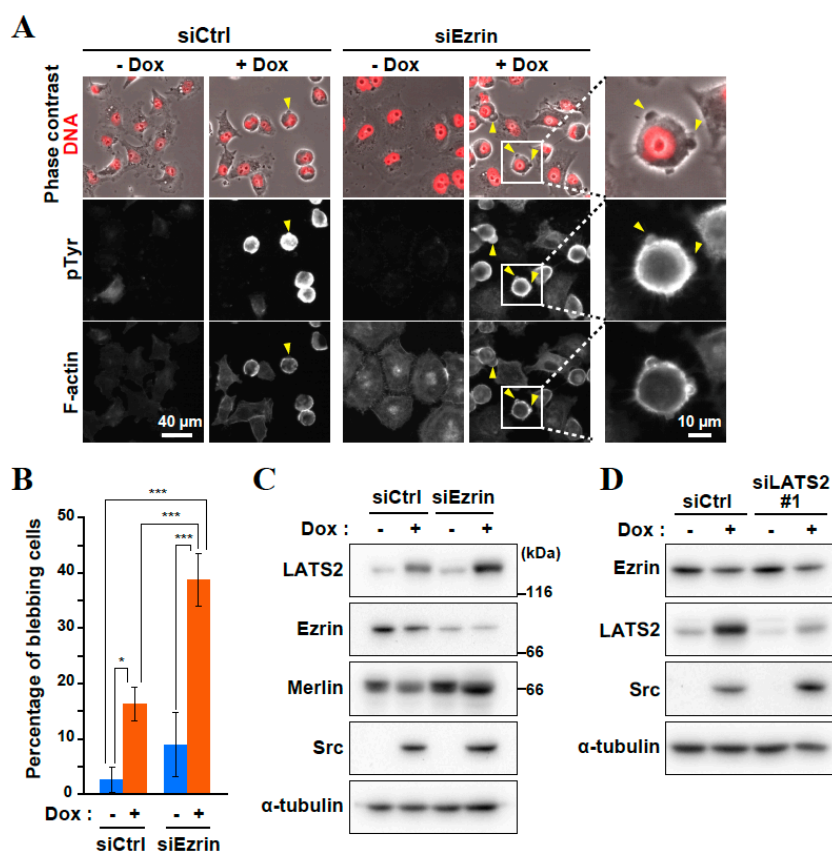 A
siCtrl siEzrin
- Dox + Dox - Dox + Dox
Phase contrast
DNA
pTyr
F-actin
40 μm
10 μm
B
Percentage of blebbing cells
50
40
30
20
10
0
***
***
***
*
Dox : - + - +
siCtrl siEzrin
C
siCtrl siEzrin
Dox : - + - +
(kDa)
LATS2
116
Ezrin
66
Merlin
66
Src
α-tubulin
D
siCtrl siLATS2 #1
Dox : - + - +
Ezrin
LATS2
Src
α-tubulin